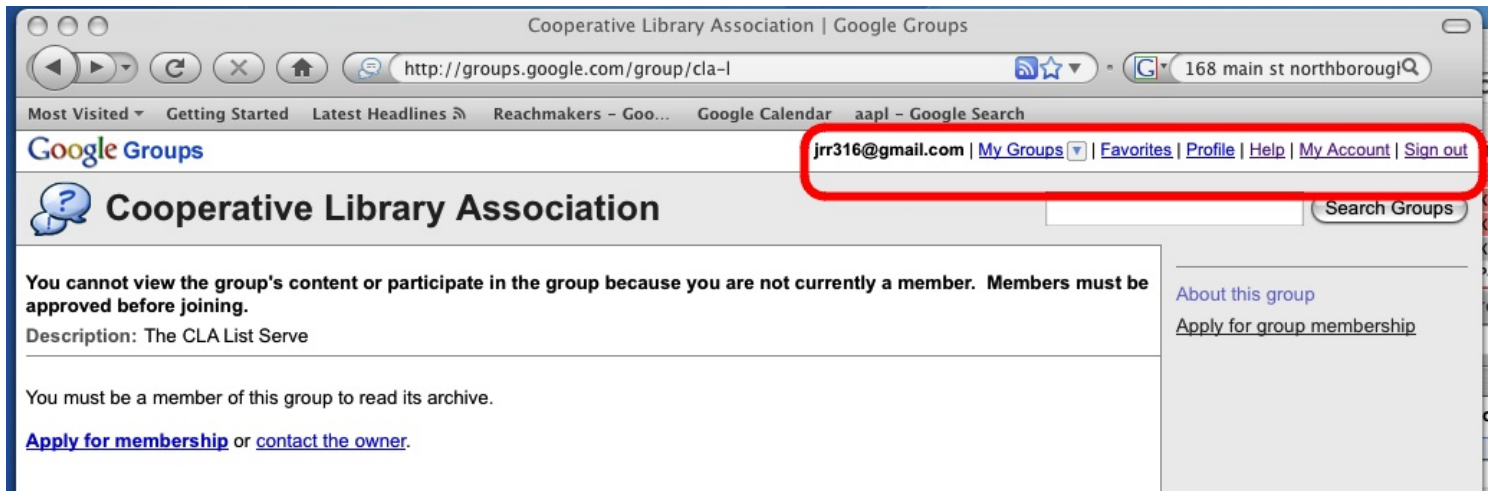 Cooperative Library Association | Google Groups
http://groups.google.com/group/cla-l
G 168 main st northborough
Most Visited Getting Started Latest Headlines Reachmakers – Goo... Google Calendar aapl – Google Search
Google Groups
jrr316@gmail.com | My Groups | Favorites | Profile | Help | My Account | Sign out
Cooperative Library Association
Search Groups
You cannot view the group's content or participate in the group because you are not currently a member. Members must be
approved before joining.
Description: The CLA List Serve
About this group
Apply for group membership
You must be a member of this group to read its archive.
Apply for membership or contact the owner.